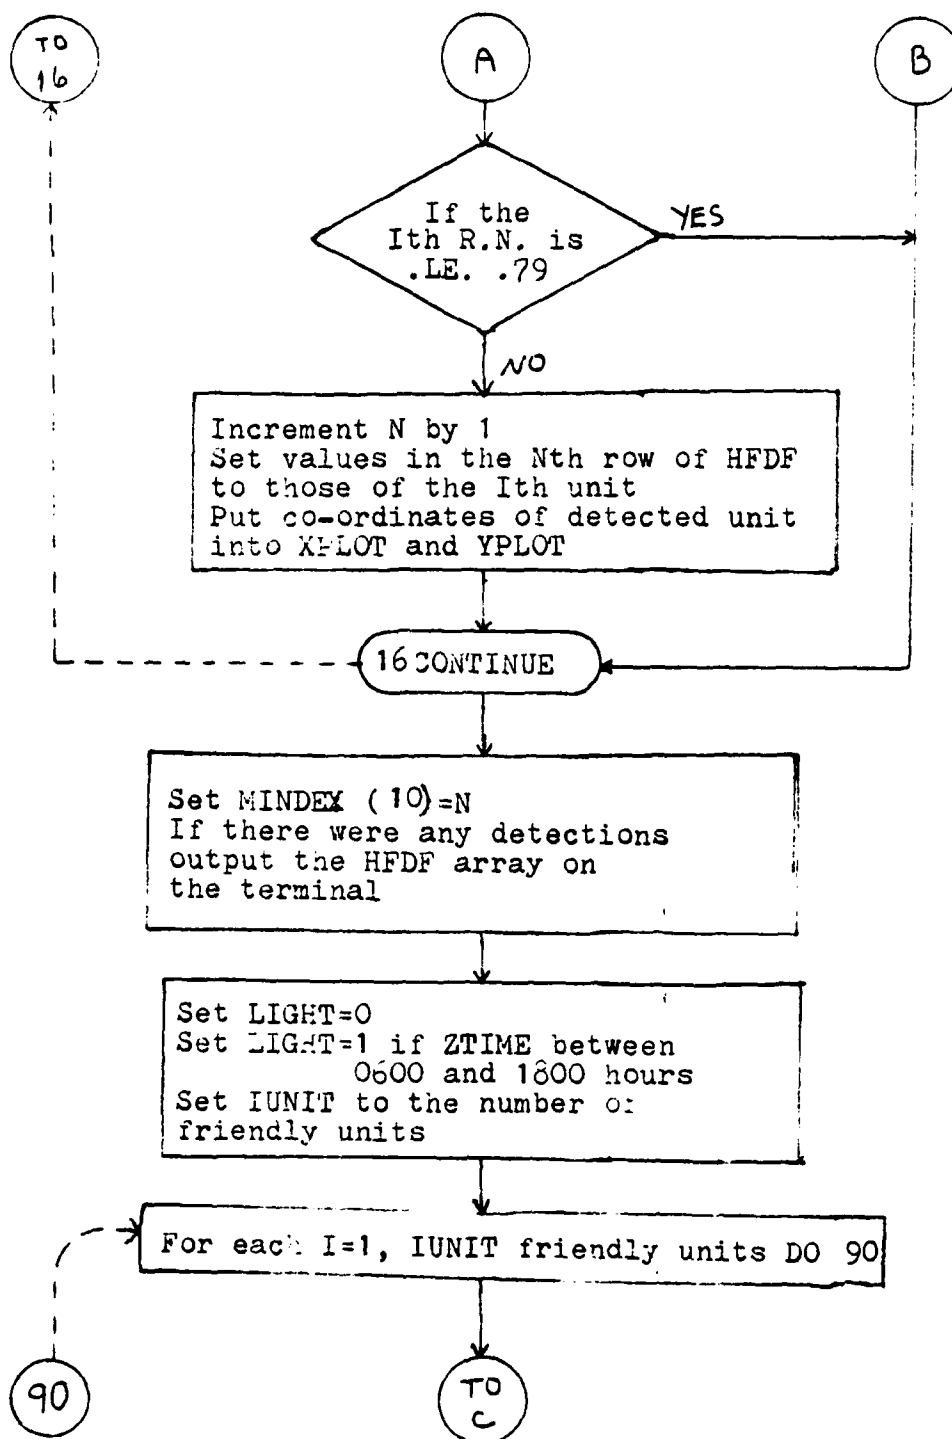 TO
16
A
B
If the
Ith R.N. is
.LE. .79
YES
NO
Increment N by 1
Set values in the Nth row of HFDF
to those of the Ith unit
Put co-ordinates of detected unit
into XPLOT and YPLOT
16 CONTINUE
Set MINDEX (10)=N
If there were any detections
output the HFDF array on
the terminal
Set LIGHT=0
Set LIGHT=1 if ZTIME between
0600 and 1800 hours
Set IUNIT to the number of
friendly units
For each I=1, IUNIT friendly units DO 90
90
TO
C